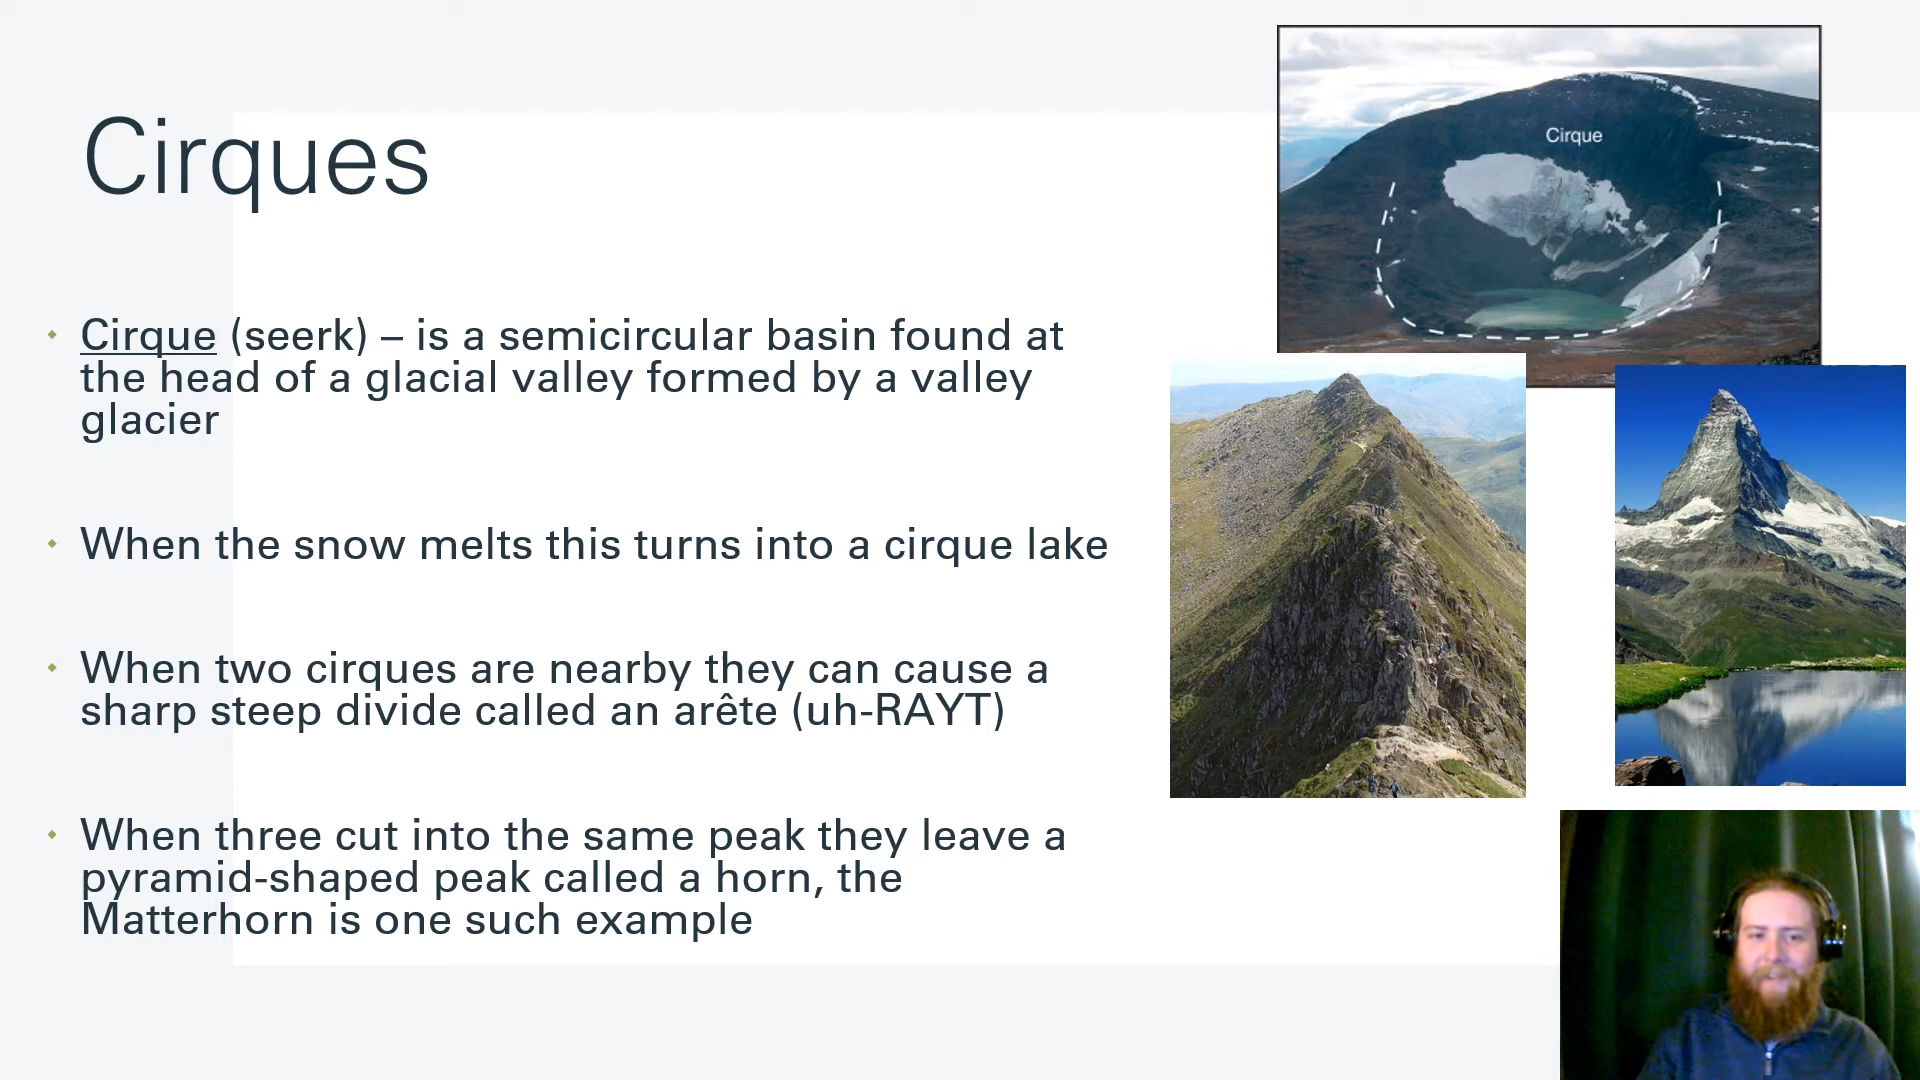 Cirques
Cirque
Cirque (seerk) – is a semicircular basin found at
the head of a glacial valley formed by a valley
glacier
When the snow melts this turns into a cirque lake
When two cirques are nearby they can cause a
sharp steep divide called an arête (uh-RAYT)
When three cut into the same peak they leave a
pyramid-shaped peak called a horn, the
Matterhorn is one such example